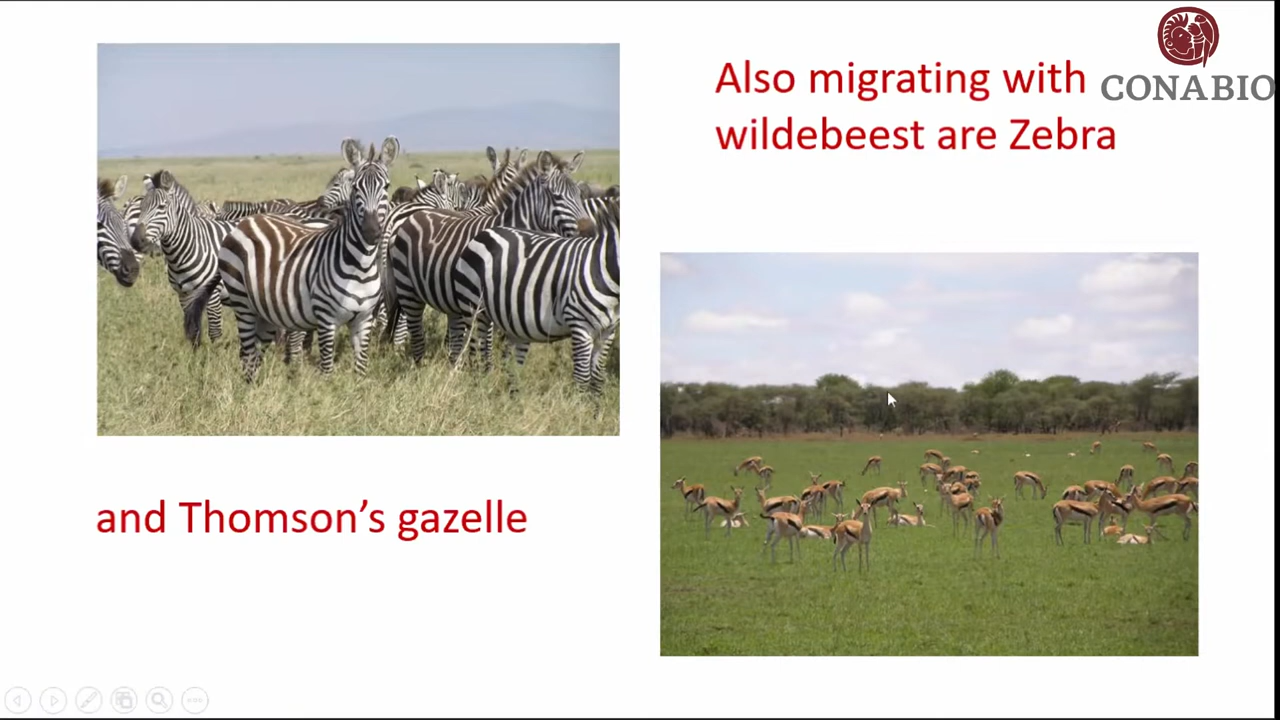 CONABIO
Also migrating with
wildebeest are Zebra
and Thomson’s gazelle